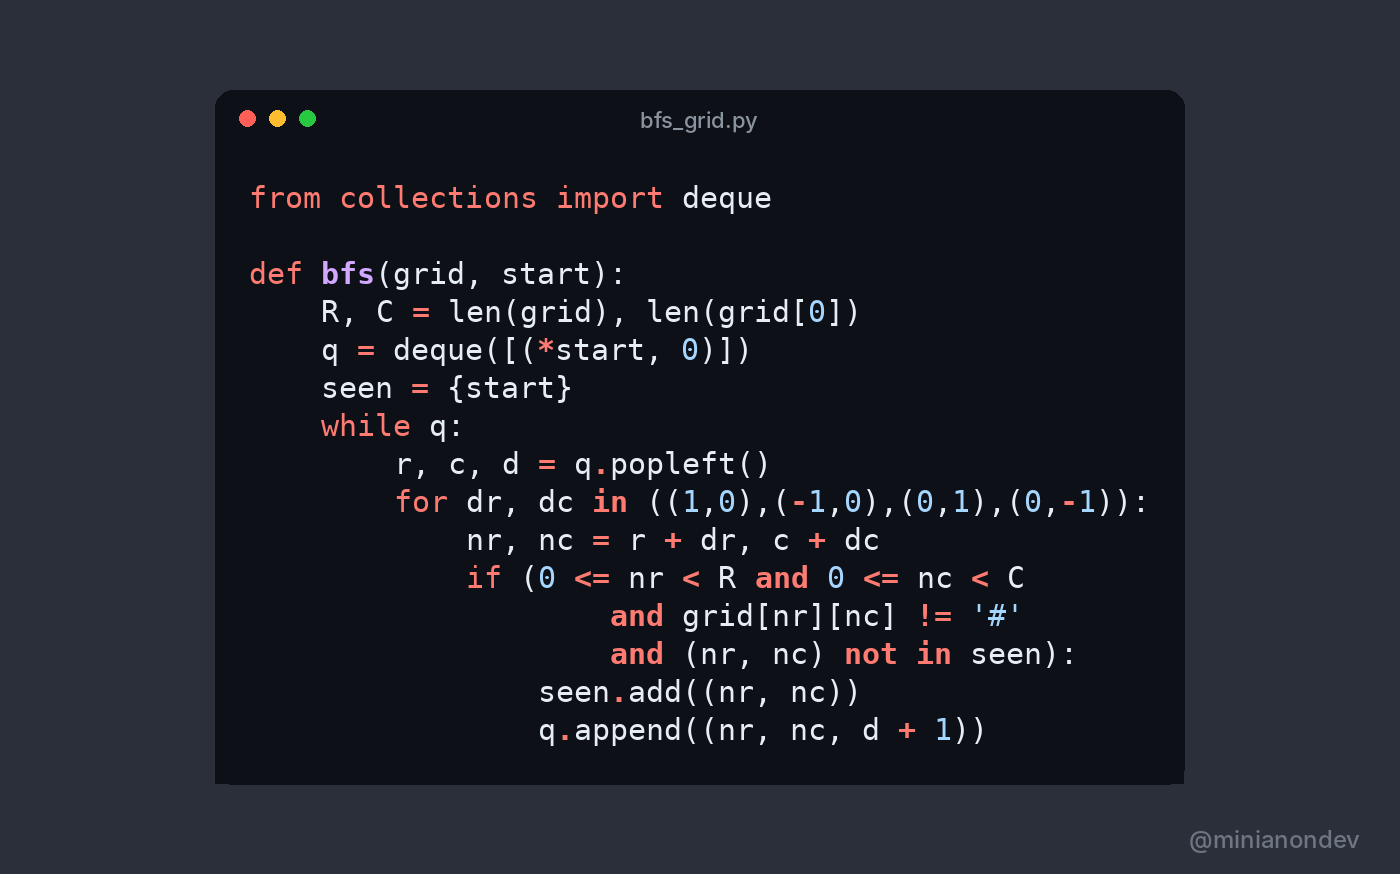 bfs_grid.py
from collections import deque

def bfs(grid, start):
    R, C = len(grid), len(grid[0])
    q = deque([(*start, 0)])
    seen = {start}
    while q:
        r, c, d = q.popleft()
        for dr, dc in ((1,0),(-1,0),(0,1),(0,-1)):
            nr, nc = r + dr, c + dc
            if (0 <= nr < R and 0 <= nc < C
                    and grid[nr][nc] != '#'
                    and (nr, nc) not in seen):
                seen.add((nr, nc))
                q.append((nr, nc, d + 1))
@minianondev